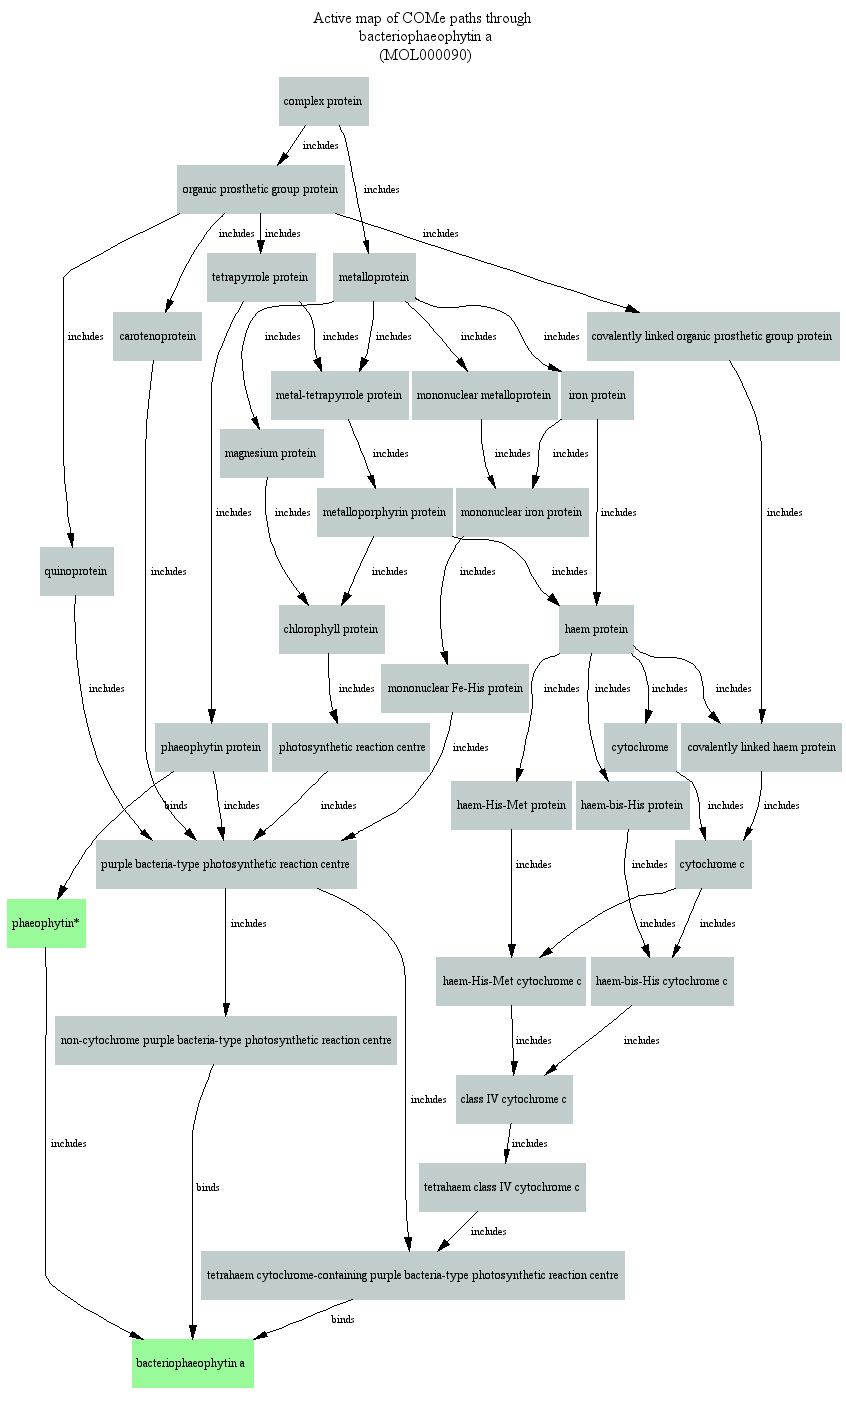 Active map of COMe paths through
bacteriophaeophytin a
(MOL000090)
complex protein
includes
organic prosthetic group protein
includes
includes
includes
includes
tetrapyrrole protein
metalloprotein
carotenoprotein
includes
includes
includes
includes
includes
includes
covalently linked organic prosthetic group protein
metal-tetrapyrrole protein
mononuclear metalloprotein
iron protein
magnesium protein
includes
includes
includes
metalloporphyrin protein
mononuclear iron protein
includes
includes
includes
includes
quinoprotein
includes
includes
includes
includes
chlorophyll protein
haem protein
includes
includes
mononuclear Fe-His protein
includes
includes
includes
includes
phaeophytin protein
photosynthetic reaction centre
includes
cytochrome
covalently linked haem protein
binds
includes
includes
haem-His-Met protein
haem-bis-His protein
includes
includes
purple bacteria-type photosynthetic reaction centre
includes
includes
cytochrome c
phaeophytin*
includes
includes
includes
haem-His-Met cytochrome c
haem-bis-His cytochrome c
non-cytochrome purple bacteria-type photosynthetic reaction centre
includes
includes
class IV cytochrome c
includes
includes
includes
binds
tetrahaem class IV cytochrome c
includes
tetrahaem cytochrome-containing purple bacteria-type photosynthetic reaction centre
binds
bacteriophaeophytin a